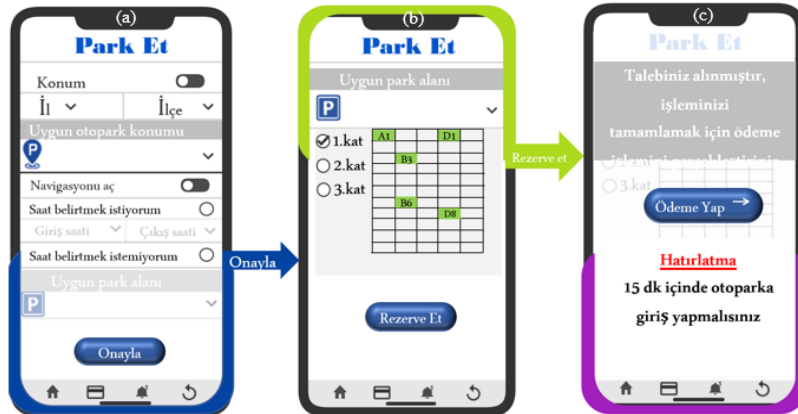 (a)
Park Et
Konum
İl İlçe
Uygun otopark konumu
P
Navigasyonu aç
Saat belirtmek istiyorum
Giriş saati Çıkış saati
Saat belirtmek istemiyorum
Uygun park alanı
P
Onayla
Onayla
(b)
Park Et
Uygun park alanı
P
1.kat
2.kat
3.kat
A1 D1
B3
B6
D8
Rezerve Et
Rezerve et
(c)
Park Et
Talebiniz alınmıştır,
işleminizi
tamamlamak için ödeme
3.kat
Ödeme Yap
Hatırlatma
15 dk içinde otoparka
giriş yapmalısınız